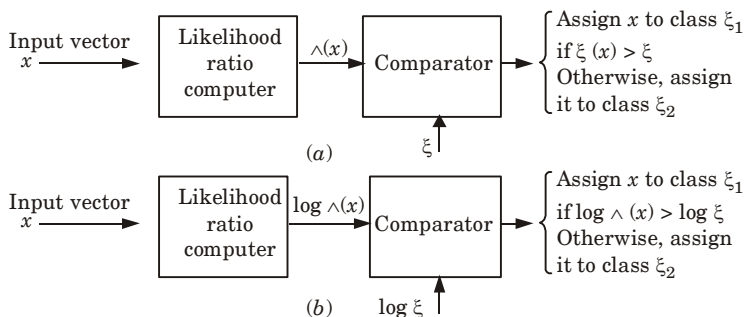 Input vector
x
Likelihood
ratio
computer
∧(x)
Comparator
ξ
Assign x to class ξ1
if ξ (x) > ξ
Otherwise, assign
it to class ξ2
(a)
Input vector
x
Likelihood
ratio
computer
log ∧(x)
Comparator
log ξ
Assign x to class ξ1
if log ∧ (x) > log ξ
Otherwise, assign
it to class ξ2
(b)